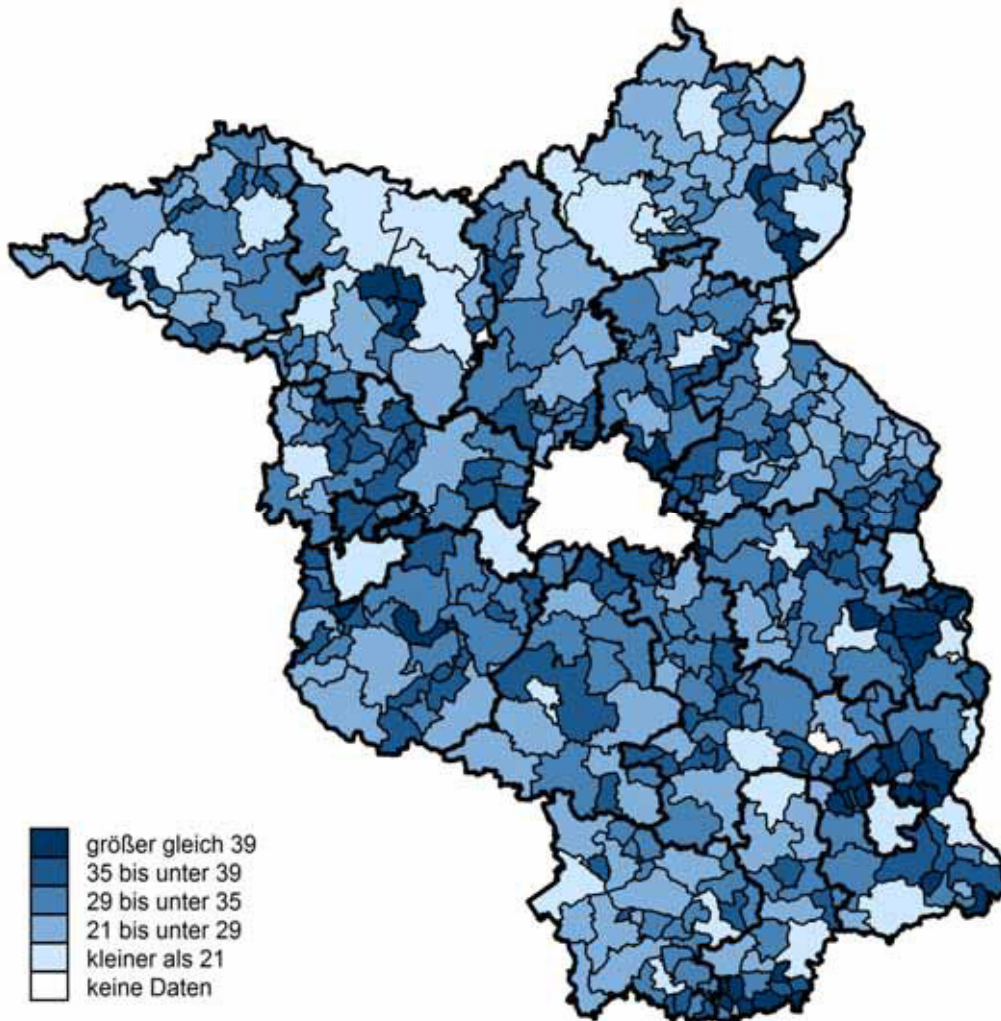 größer gleich 39
35 bis unter 39
29 bis unter 35
21 bis unter 29
kleiner als 21
keine Daten